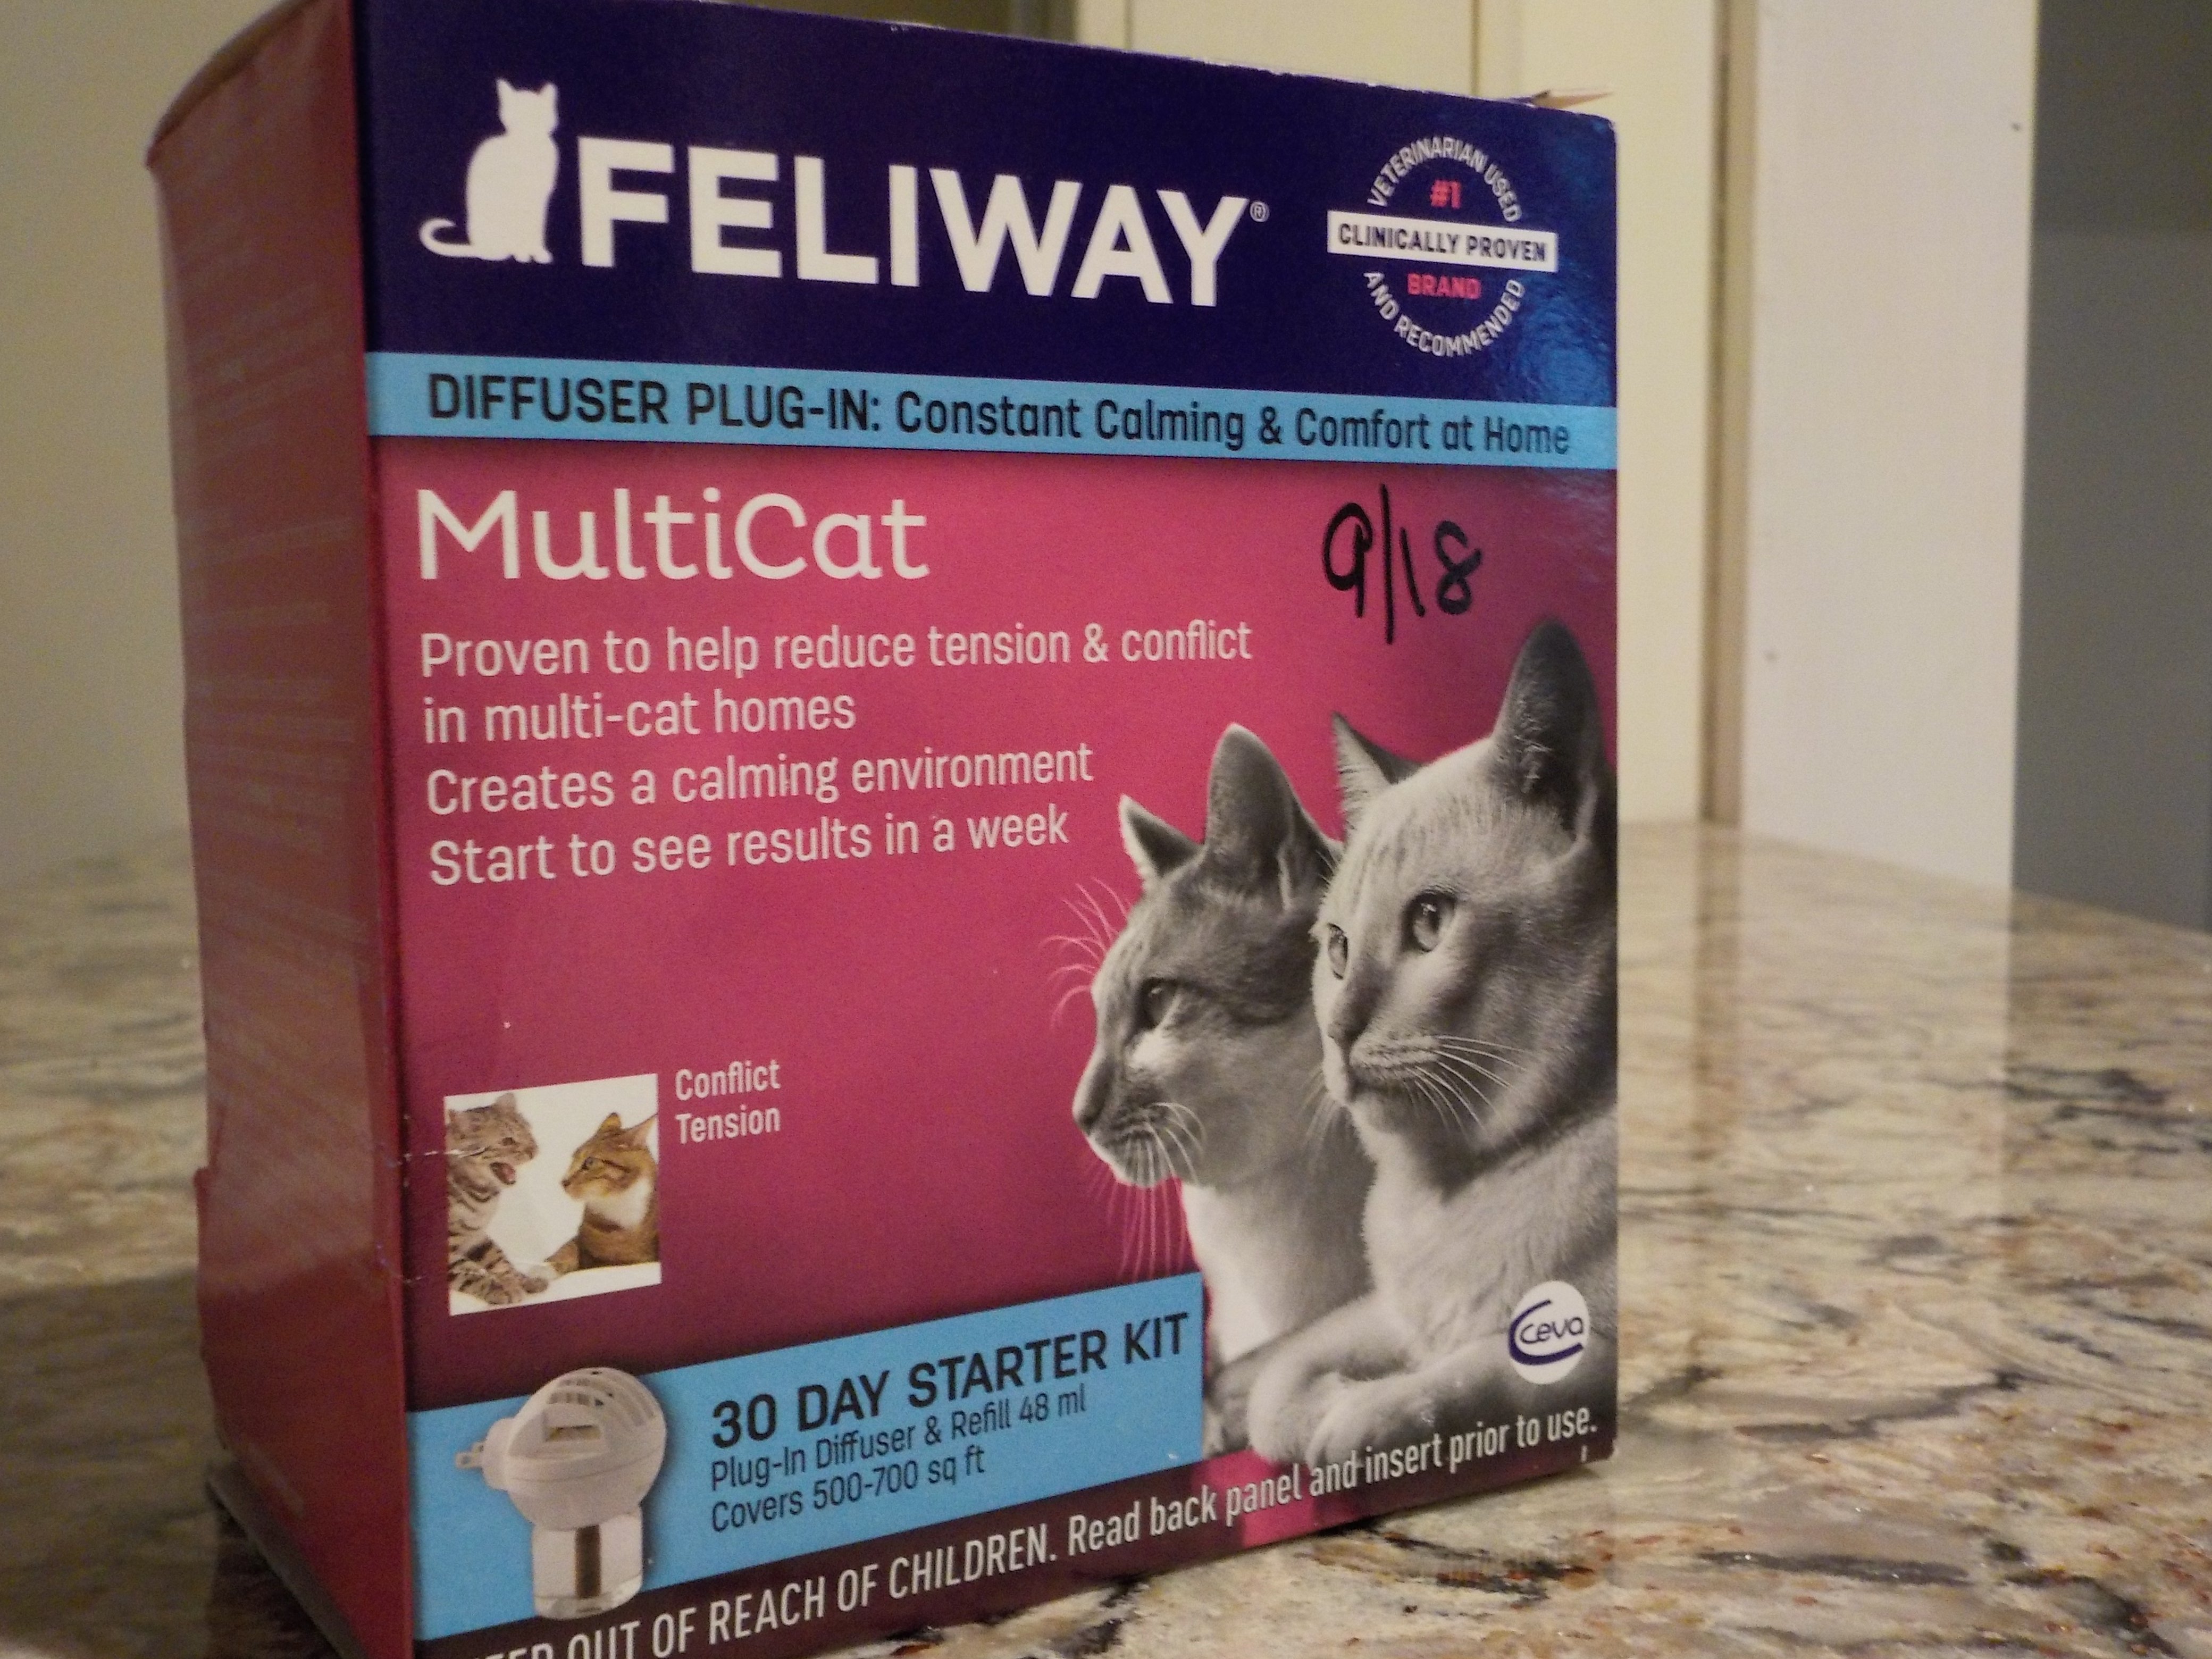 FELIWAY®
VETERINARIAN USED
#1
CLINICALLY PROVEN
BRAND
AND RECOMMENDED
DIFFUSER PLUG-IN: Constant Calming & Comfort at Home
MultiCat
9/18
Proven to help reduce tension & conflict
in multi-cat homes
Creates a calming environment
Start to see results in a week
Conflict
Tension
30 DAY STARTER KIT
Plug-In Diffuser & Refill 48 ml
Covers 500-700 sq ft
ceva
OUT OF REACH OF CHILDREN. Read back panel and insert prior to use.